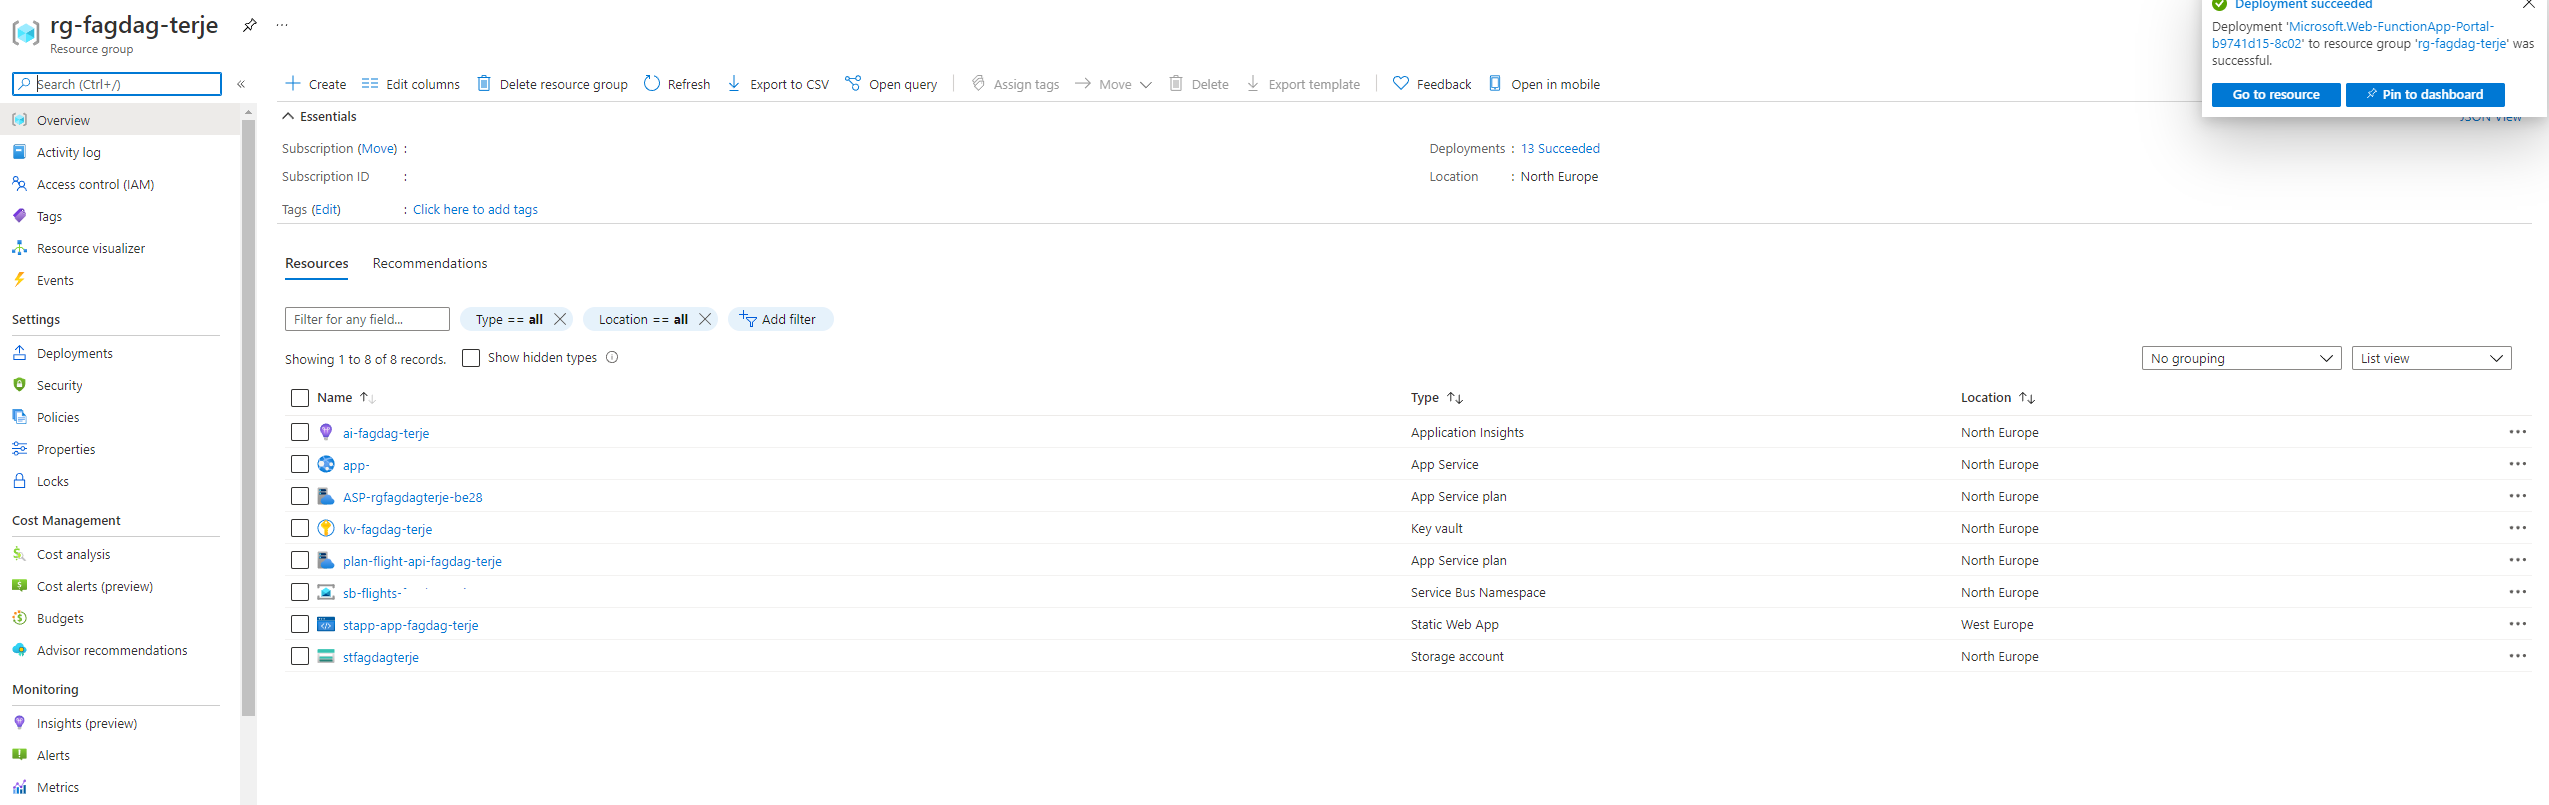 rg-fagdag-terje
Resource group
Search (Ctrl+/)
Overview
Activity log
Access control (IAM)
Tags
Resource visualizer
Events
Settings
Deployments
Security
Policies
Properties
Locks
Cost Management
Cost analysis
Cost alerts (preview)
Budgets
Advisor recommendations
Monitoring
Insights (preview)
Alerts
Metrics
Create Edit columns Delete resource group Refresh Export to CSV Open query Assign tags Move Delete Export template Feedback Open in mobile
Essentials
JSON View
Subscription (Move) :
Deployments : 13 Succeeded
Subscription ID :
Location : North Europe
Tags (Edit) : Click here to add tags
Resources Recommendations
Filter for any field... Type == all Location == all Add filter
Showing 1 to 8 of 8 records. Show hidden types No grouping List view
Name Type Location
ai-fagdag-terje Application Insights North Europe
app- App Service North Europe
ASP-rgfagdagterje-be28 App Service plan North Europe
kv-fagdag-terje Key vault North Europe
plan-flight-api-fagdag-terje App Service plan North Europe
sb-flights- Service Bus Namespace North Europe
stapp-app-fagdag-terje Static Web App West Europe
stfagdagterje Storage account North Europe
Deployment succeeded
Deployment 'Microsoft.Web-FunctionApp-Portal-
b9741d15-8c02' to resource group 'rg-fagdag-terje' was
successful.
Go to resource Pin to dashboard